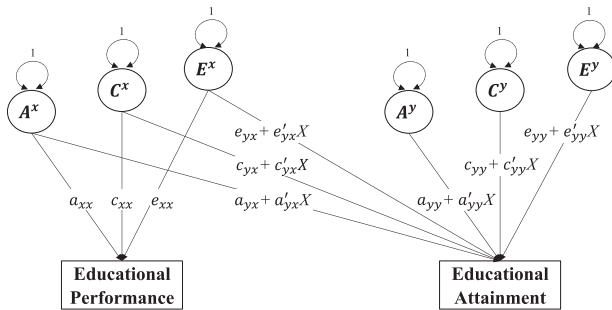 1 1 1 1 1 1
A^x C^x E^x A^y C^y E^y
e_yx + e′_yx X
e_yy + e′_yy X
c_yx + c′_yx X
c_yy + c′_yy X
a_xx c_xx e_xx a_yx + a′_yx X a_yy + a′_yy X
Educational
Performance
Educational
Attainment